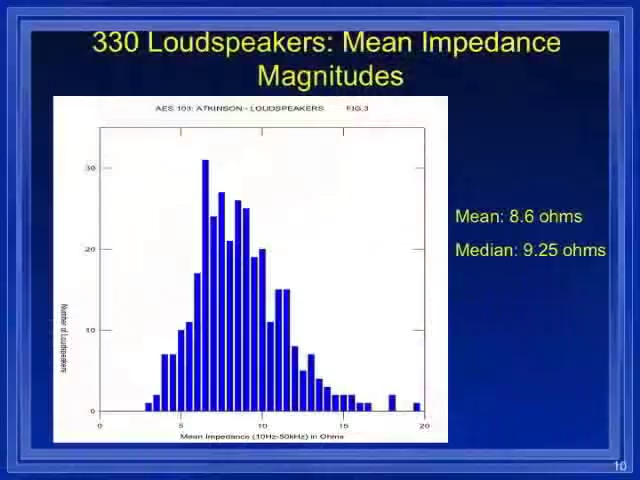 330 Loudspeakers: Mean Impedance
Magnitudes
AES 103: ATKINSON - LOUDSPEAKERS FIG.3
30
20
10
0
Number of Loudspeakers
0 5 10 15 20
Mean Impedance (10Hz-50kHz) in Ohms
Mean: 8.6 ohms
Median: 9.25 ohms
10